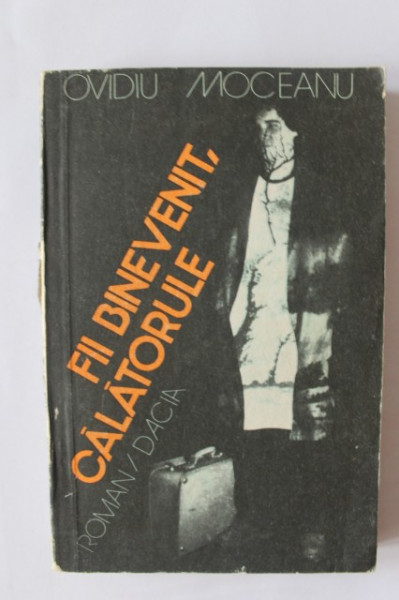 OVIDIU MOCEANU
FII BINEVENIT,
CĂLĂTORULE
ROMAN/DACIA